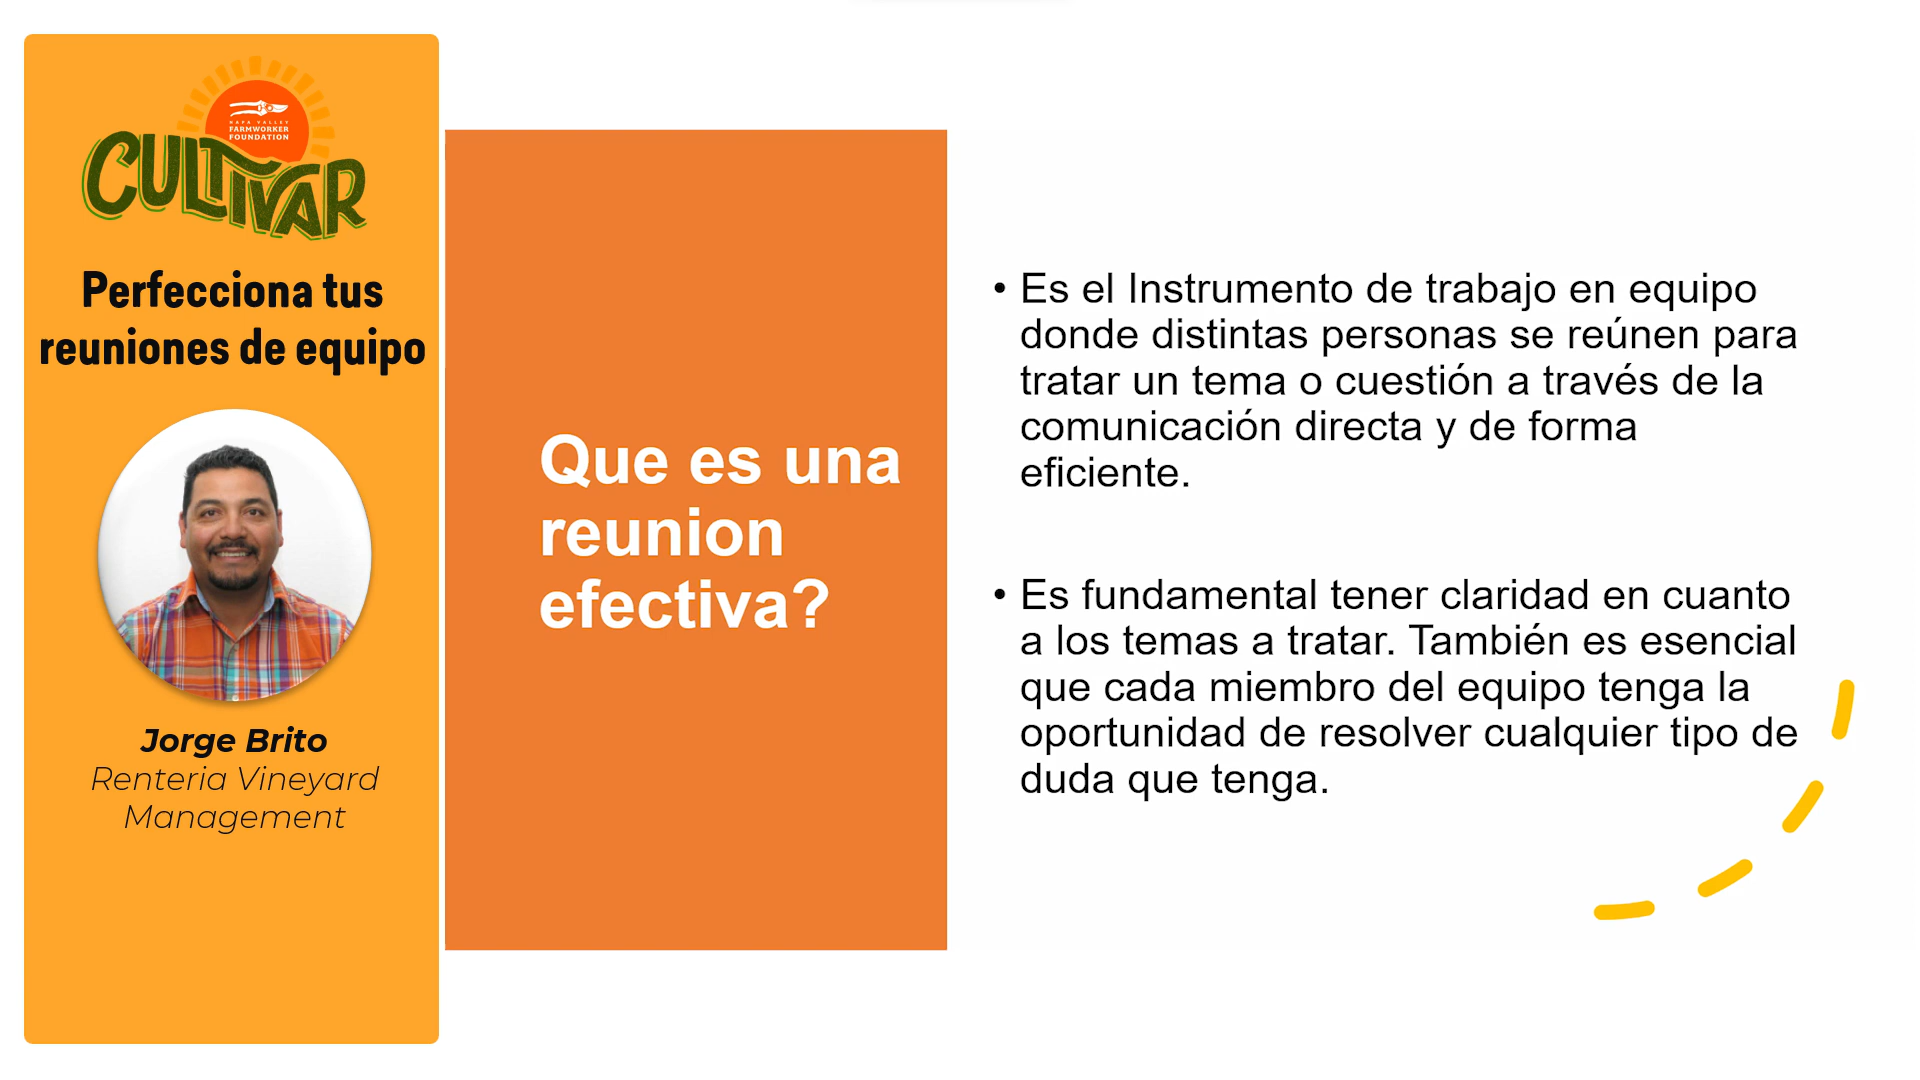 NAPA VALLEY
FARMWORKER
FOUNDATION
CULTIVAR
Perfecciona tus
reuniones de equipo
Jorge Brito
Renteria Vineyard
Management
Que es una
reunion
efectiva?
• Es el Instrumento de trabajo en equipo
donde distintas personas se reúnen para
tratar un tema o cuestión a través de la
comunicación directa y de forma
eficiente.
• Es fundamental tener claridad en cuanto
a los temas a tratar. También es esencial
que cada miembro del equipo tenga la
oportunidad de resolver cualquier tipo de
duda que tenga.